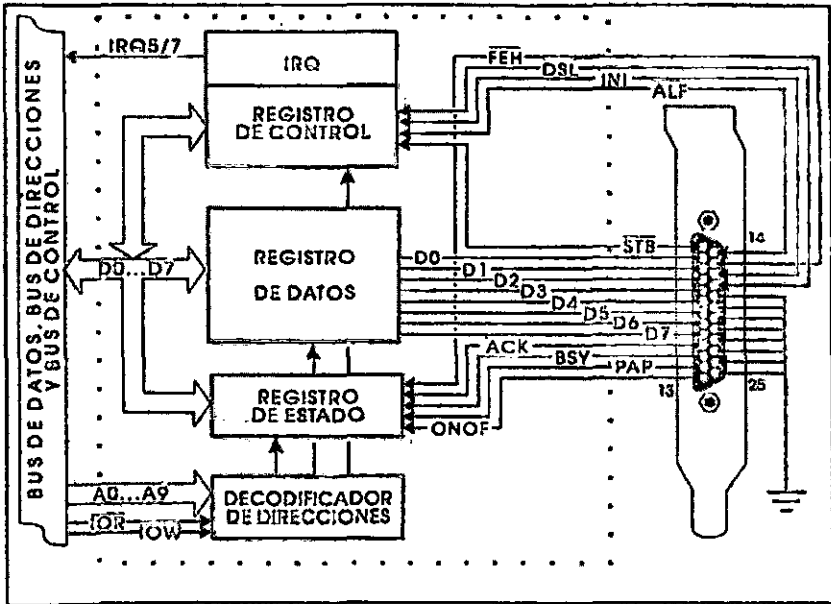 BUS DE DATOS, BUS DE DIRECCIONES
Y BUS DE CONTROL
IRQ5/7
IRQ
REGISTRO
DE CONTROL
FEH
DSL
INI
ALF
D0...D7
REGISTRO
DE DATOS
STB
D0
D1
D2
D3
D4
D5
D6
D7
14
ACK
BSY
PAP
13
25
REGISTRO
DE ESTADO
ONOF
A0...A9
IOR
IOW
DECODIFICADOR
DE DIRECCIONES